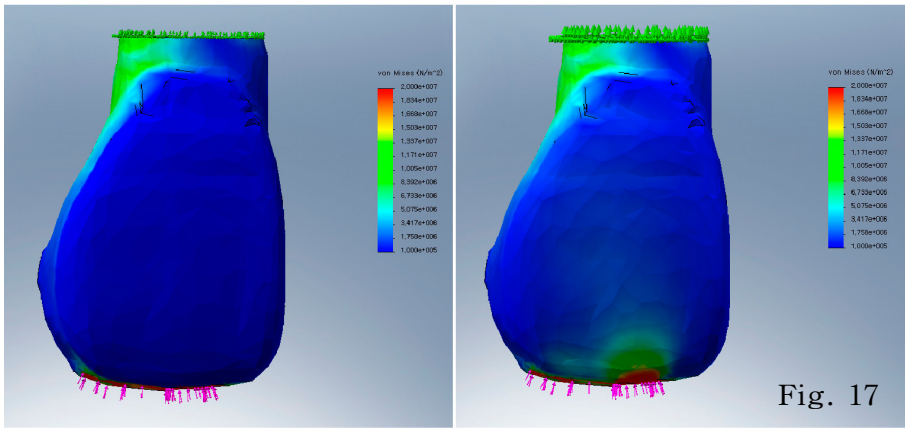 von Mises (N/m^2)
2,000e+007
1,834e+007
1,668e+007
1,503e+007
1,337e+007
1,171e+007
1,005e+007
8,392e+006
6,733e+006
5,075e+006
3,417e+006
1,758e+006
1,000e+005
von Mises (N/m^2)
2,000e+007
1,834e+007
1,668e+007
1,503e+007
1,337e+007
1,171e+007
1,005e+007
8,392e+006
6,733e+006
5,075e+006
3,417e+006
1,758e+006
1,000e+005
Fig. 17